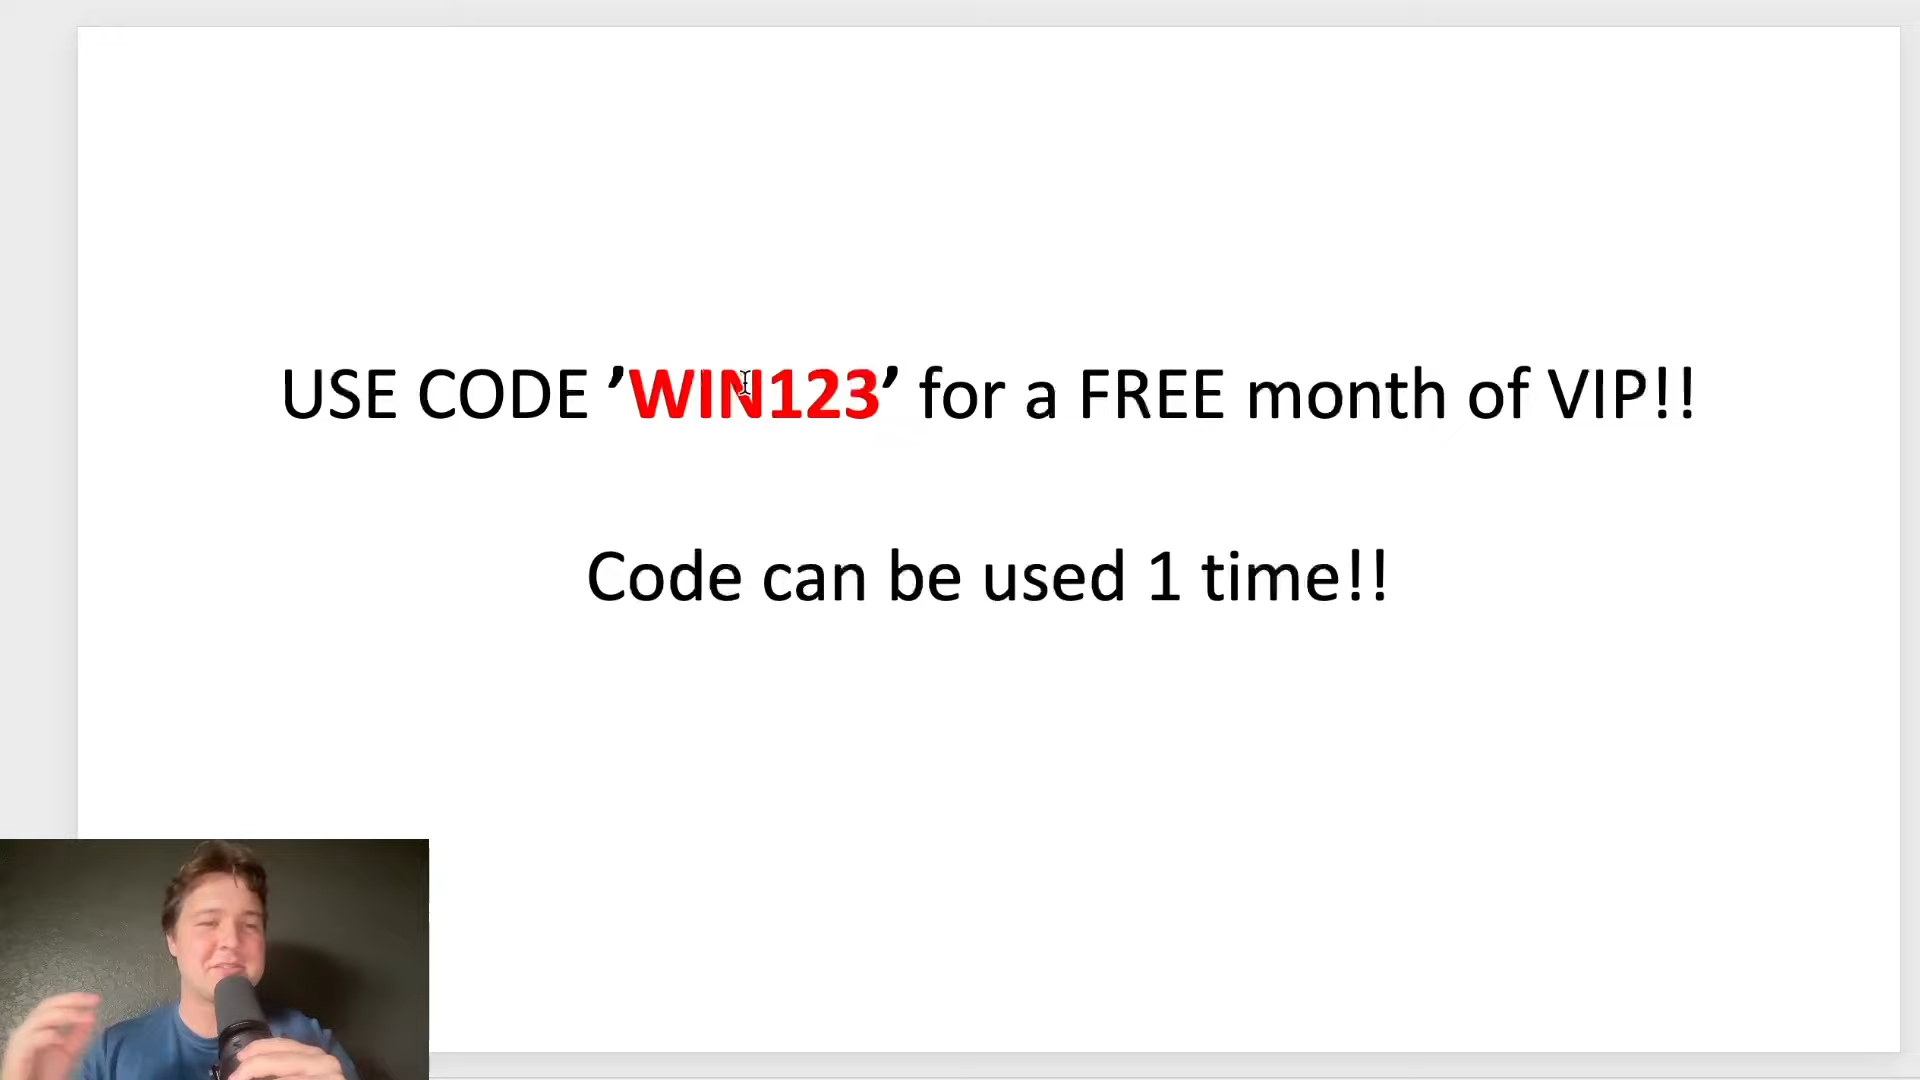 USE CODE ’WIN123’ for a FREE month of VIP!!
Code can be used 1 time!!